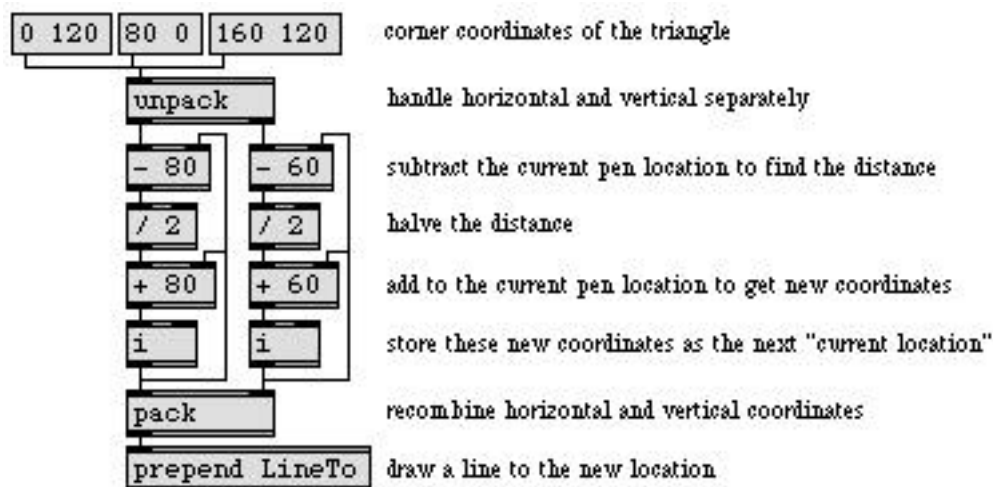 0 120 80 0 160 120 corner coordinates of the triangle
unpack handle horizontal and vertical separately
- 80 - 60 subtract the current pen location to find the distance
/ 2 / 2 halve the distance
+ 80 + 60 add to the current pen location to get new coordinates
i i store these new coordinates as the next "current location"
pack recombine horizontal and vertical coordinates
prepend LineTo draw a line to the new location